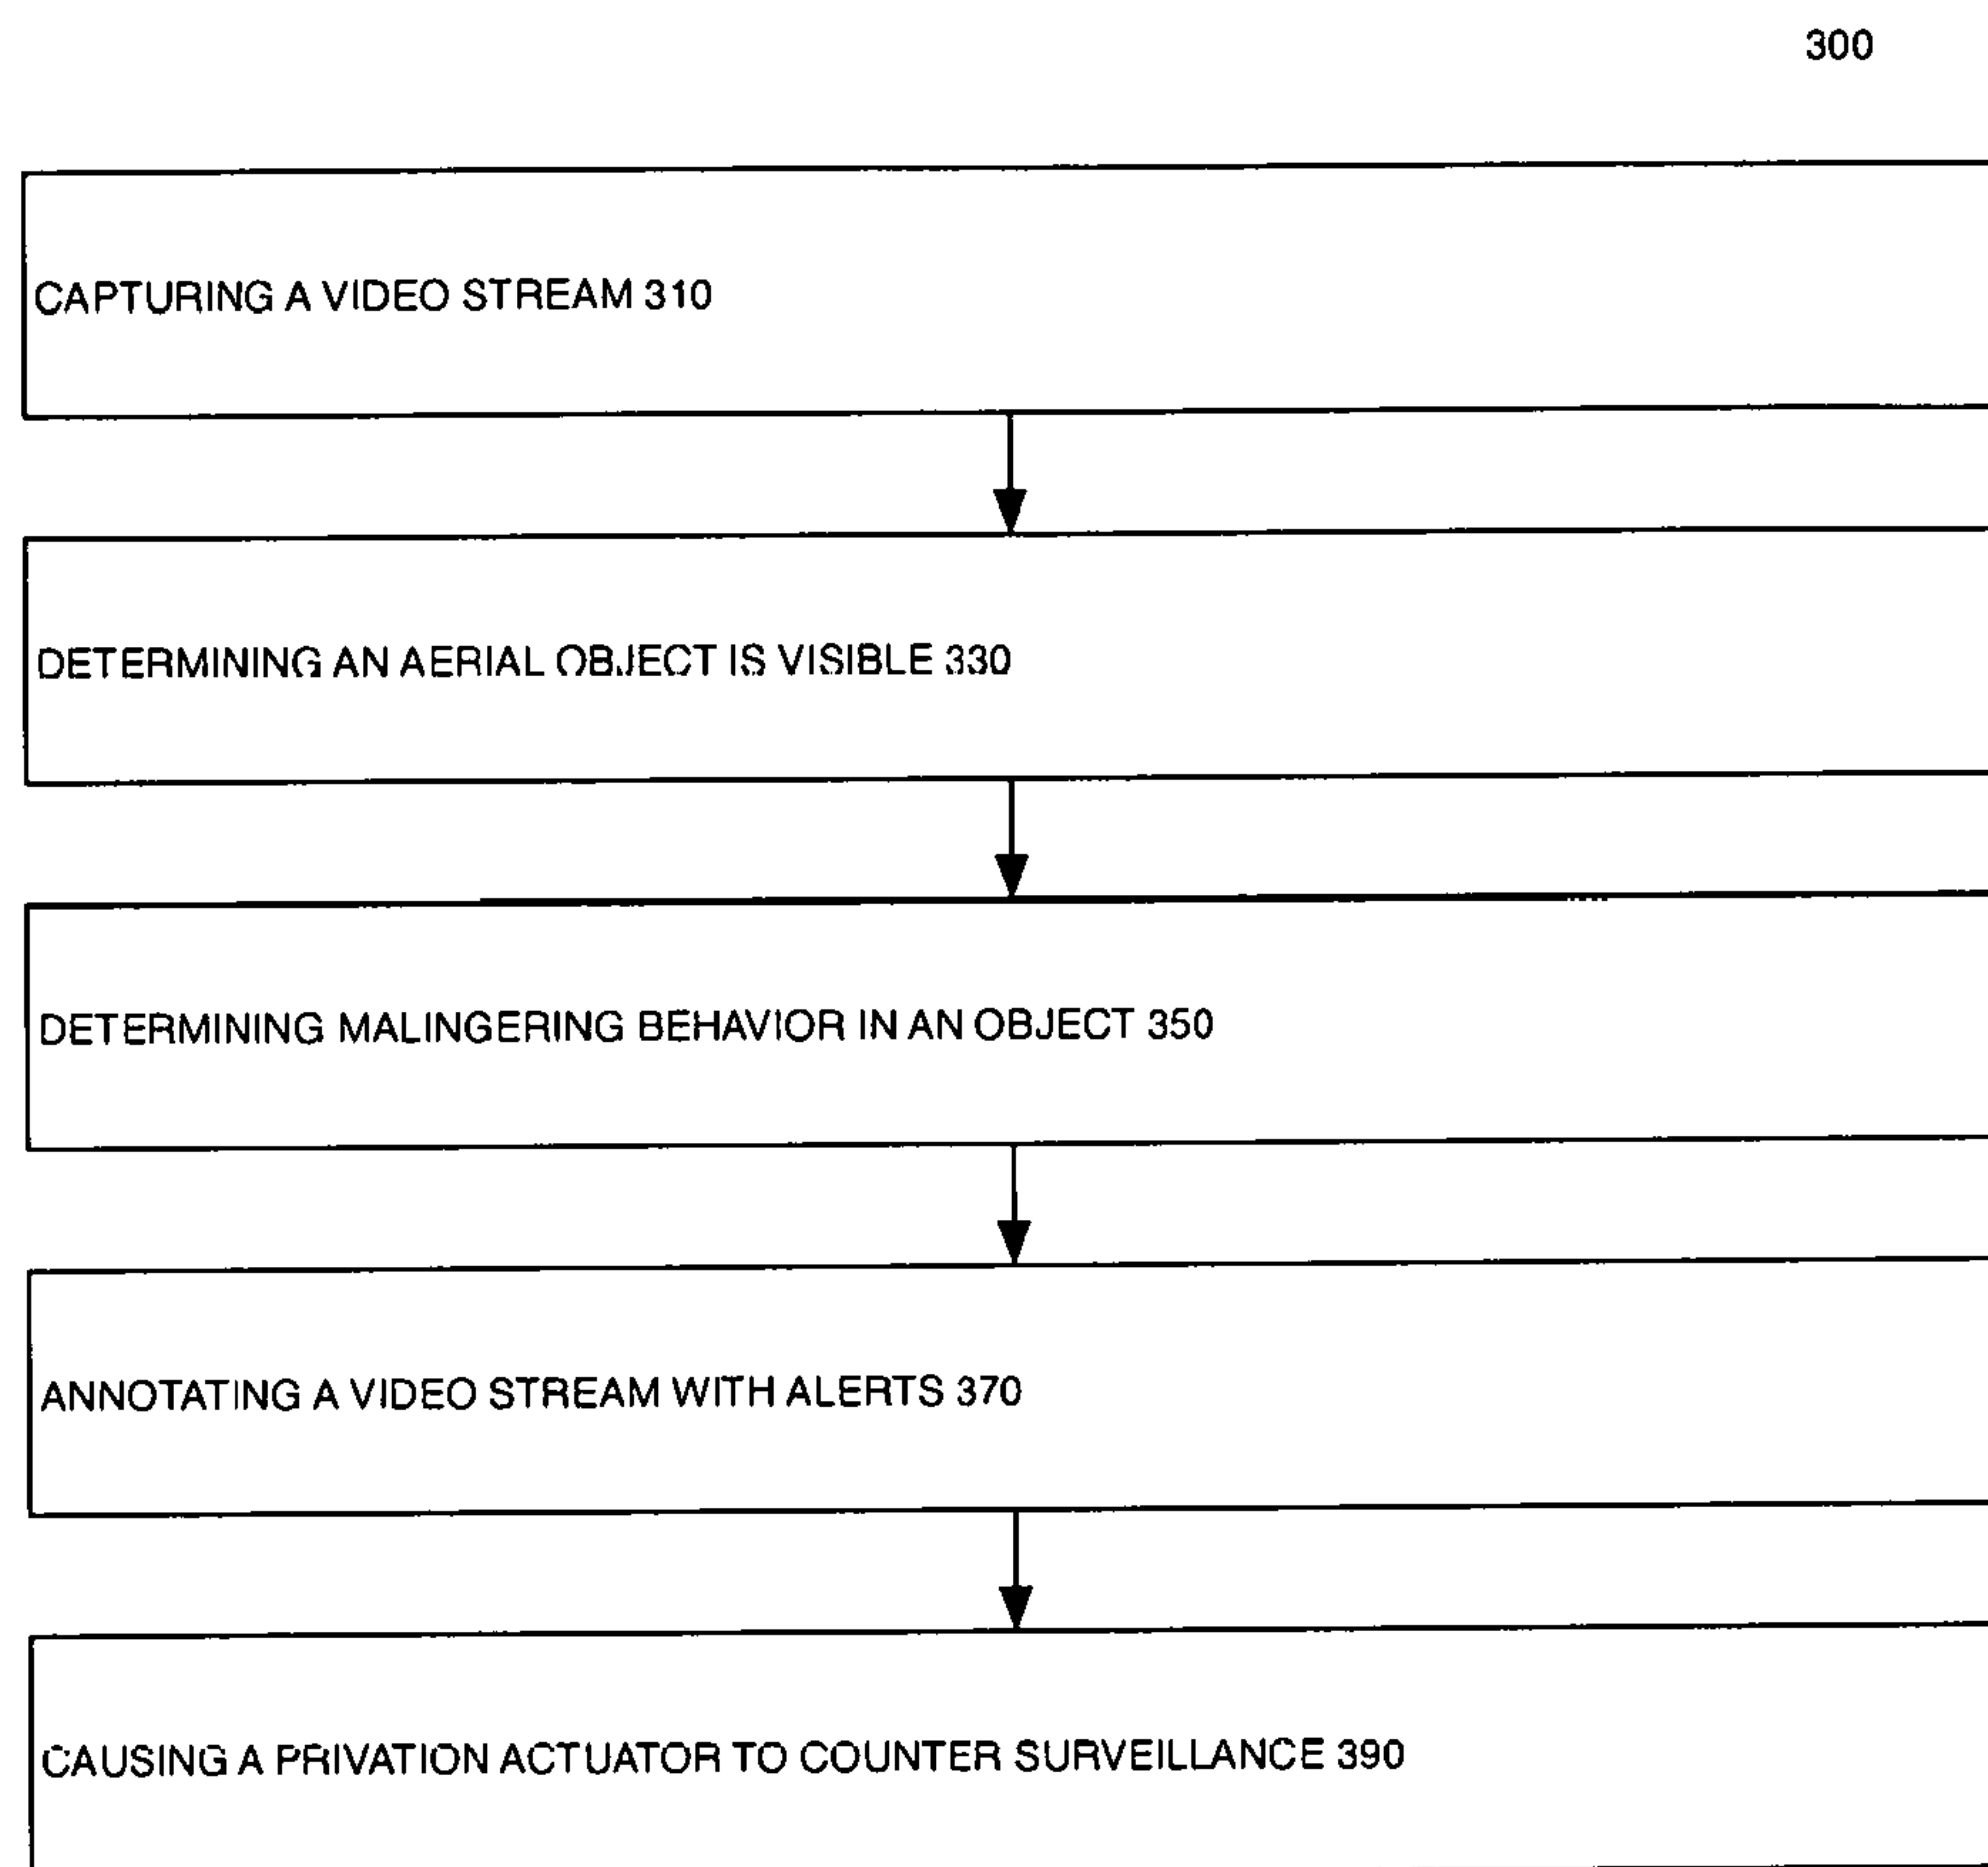 300
CAPTURING A VIDEO STREAM 310
DETERMINING AN AERIAL OBJECT IS VISIBLE 330
DETERMINING MALINGERING BEHAVIOR IN AN OBJECT 350
ANNOTATING A VIDEO STREAM WITH ALERTS 370
CAUSING A PRIVATION ACTUATOR TO COUNTER SURVEILLANCE 390